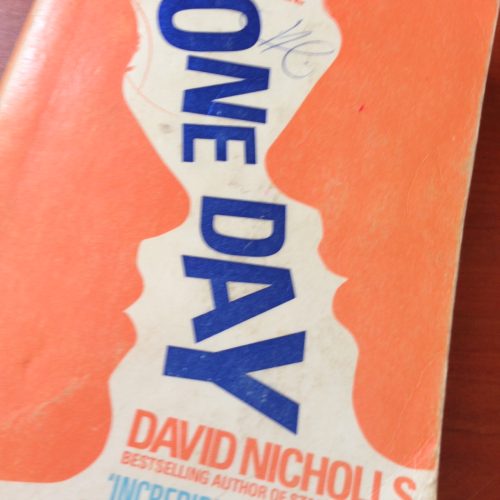 ONE DAY
DAVID NICHOLLS
BESTSELLING AUTHOR OF